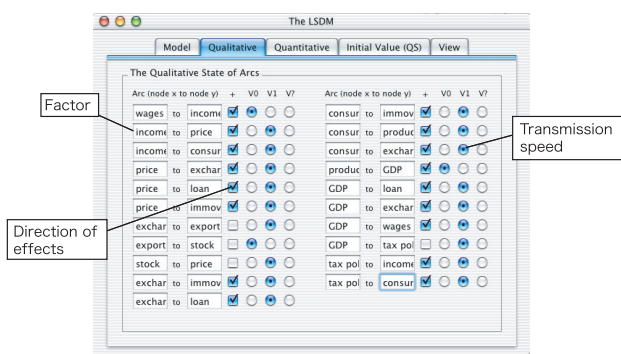 The LSDM
Model Qualitative Quantitative Initial Value (QS) View
The Qualitative State of Arcs
Arc (node x to node y) + V0 V1 V? Arc (node x to node y) + V0 V1 V?
wages to income consur to immov
income to price consur to produc
income to consur consur to exchar
price to exchar produc to GDP
price to loan GDP to loan
price to immov GDP to exchar
exchar to export GDP to wages
export to stock GDP to tax pol
stock to price tax pol to income
exchar to immov tax pol to consur
exchar to loan
Factor
Direction of
effects
Transmission
speed